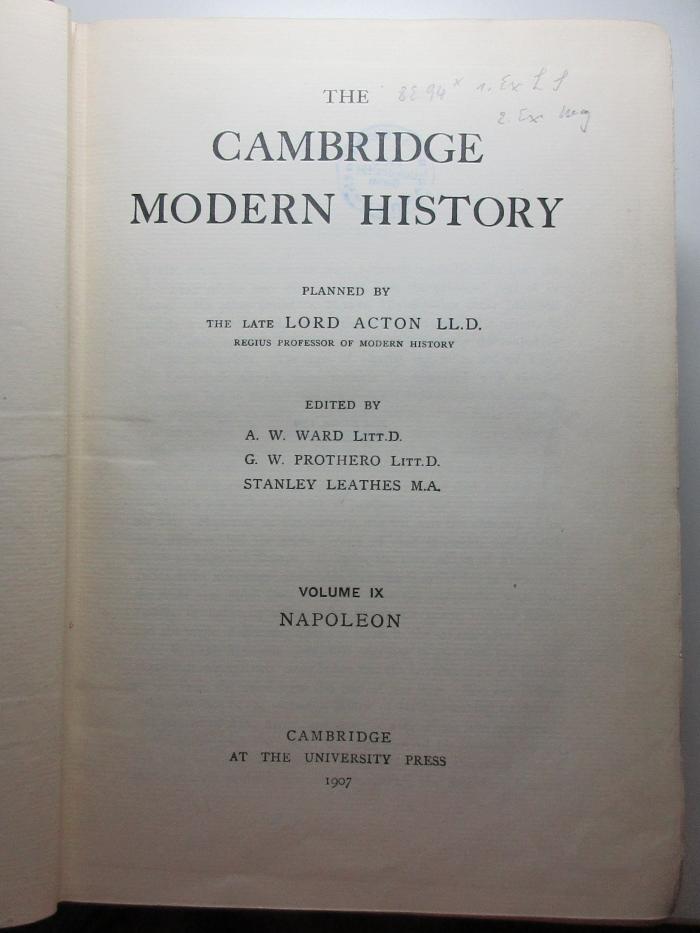 THE
CAMBRIDGE
MODERN HISTORY
PLANNED BY
THE LATE LORD ACTON LL.D.
REGIUS PROFESSOR OF MODERN HISTORY
EDITED BY
A. W. WARD LITT.D.
G. W. PROTHERO LITT.D.
STANLEY LEATHES M.A.
VOLUME IX
NAPOLEON
CAMBRIDGE
AT THE UNIVERSITY PRESS
1907